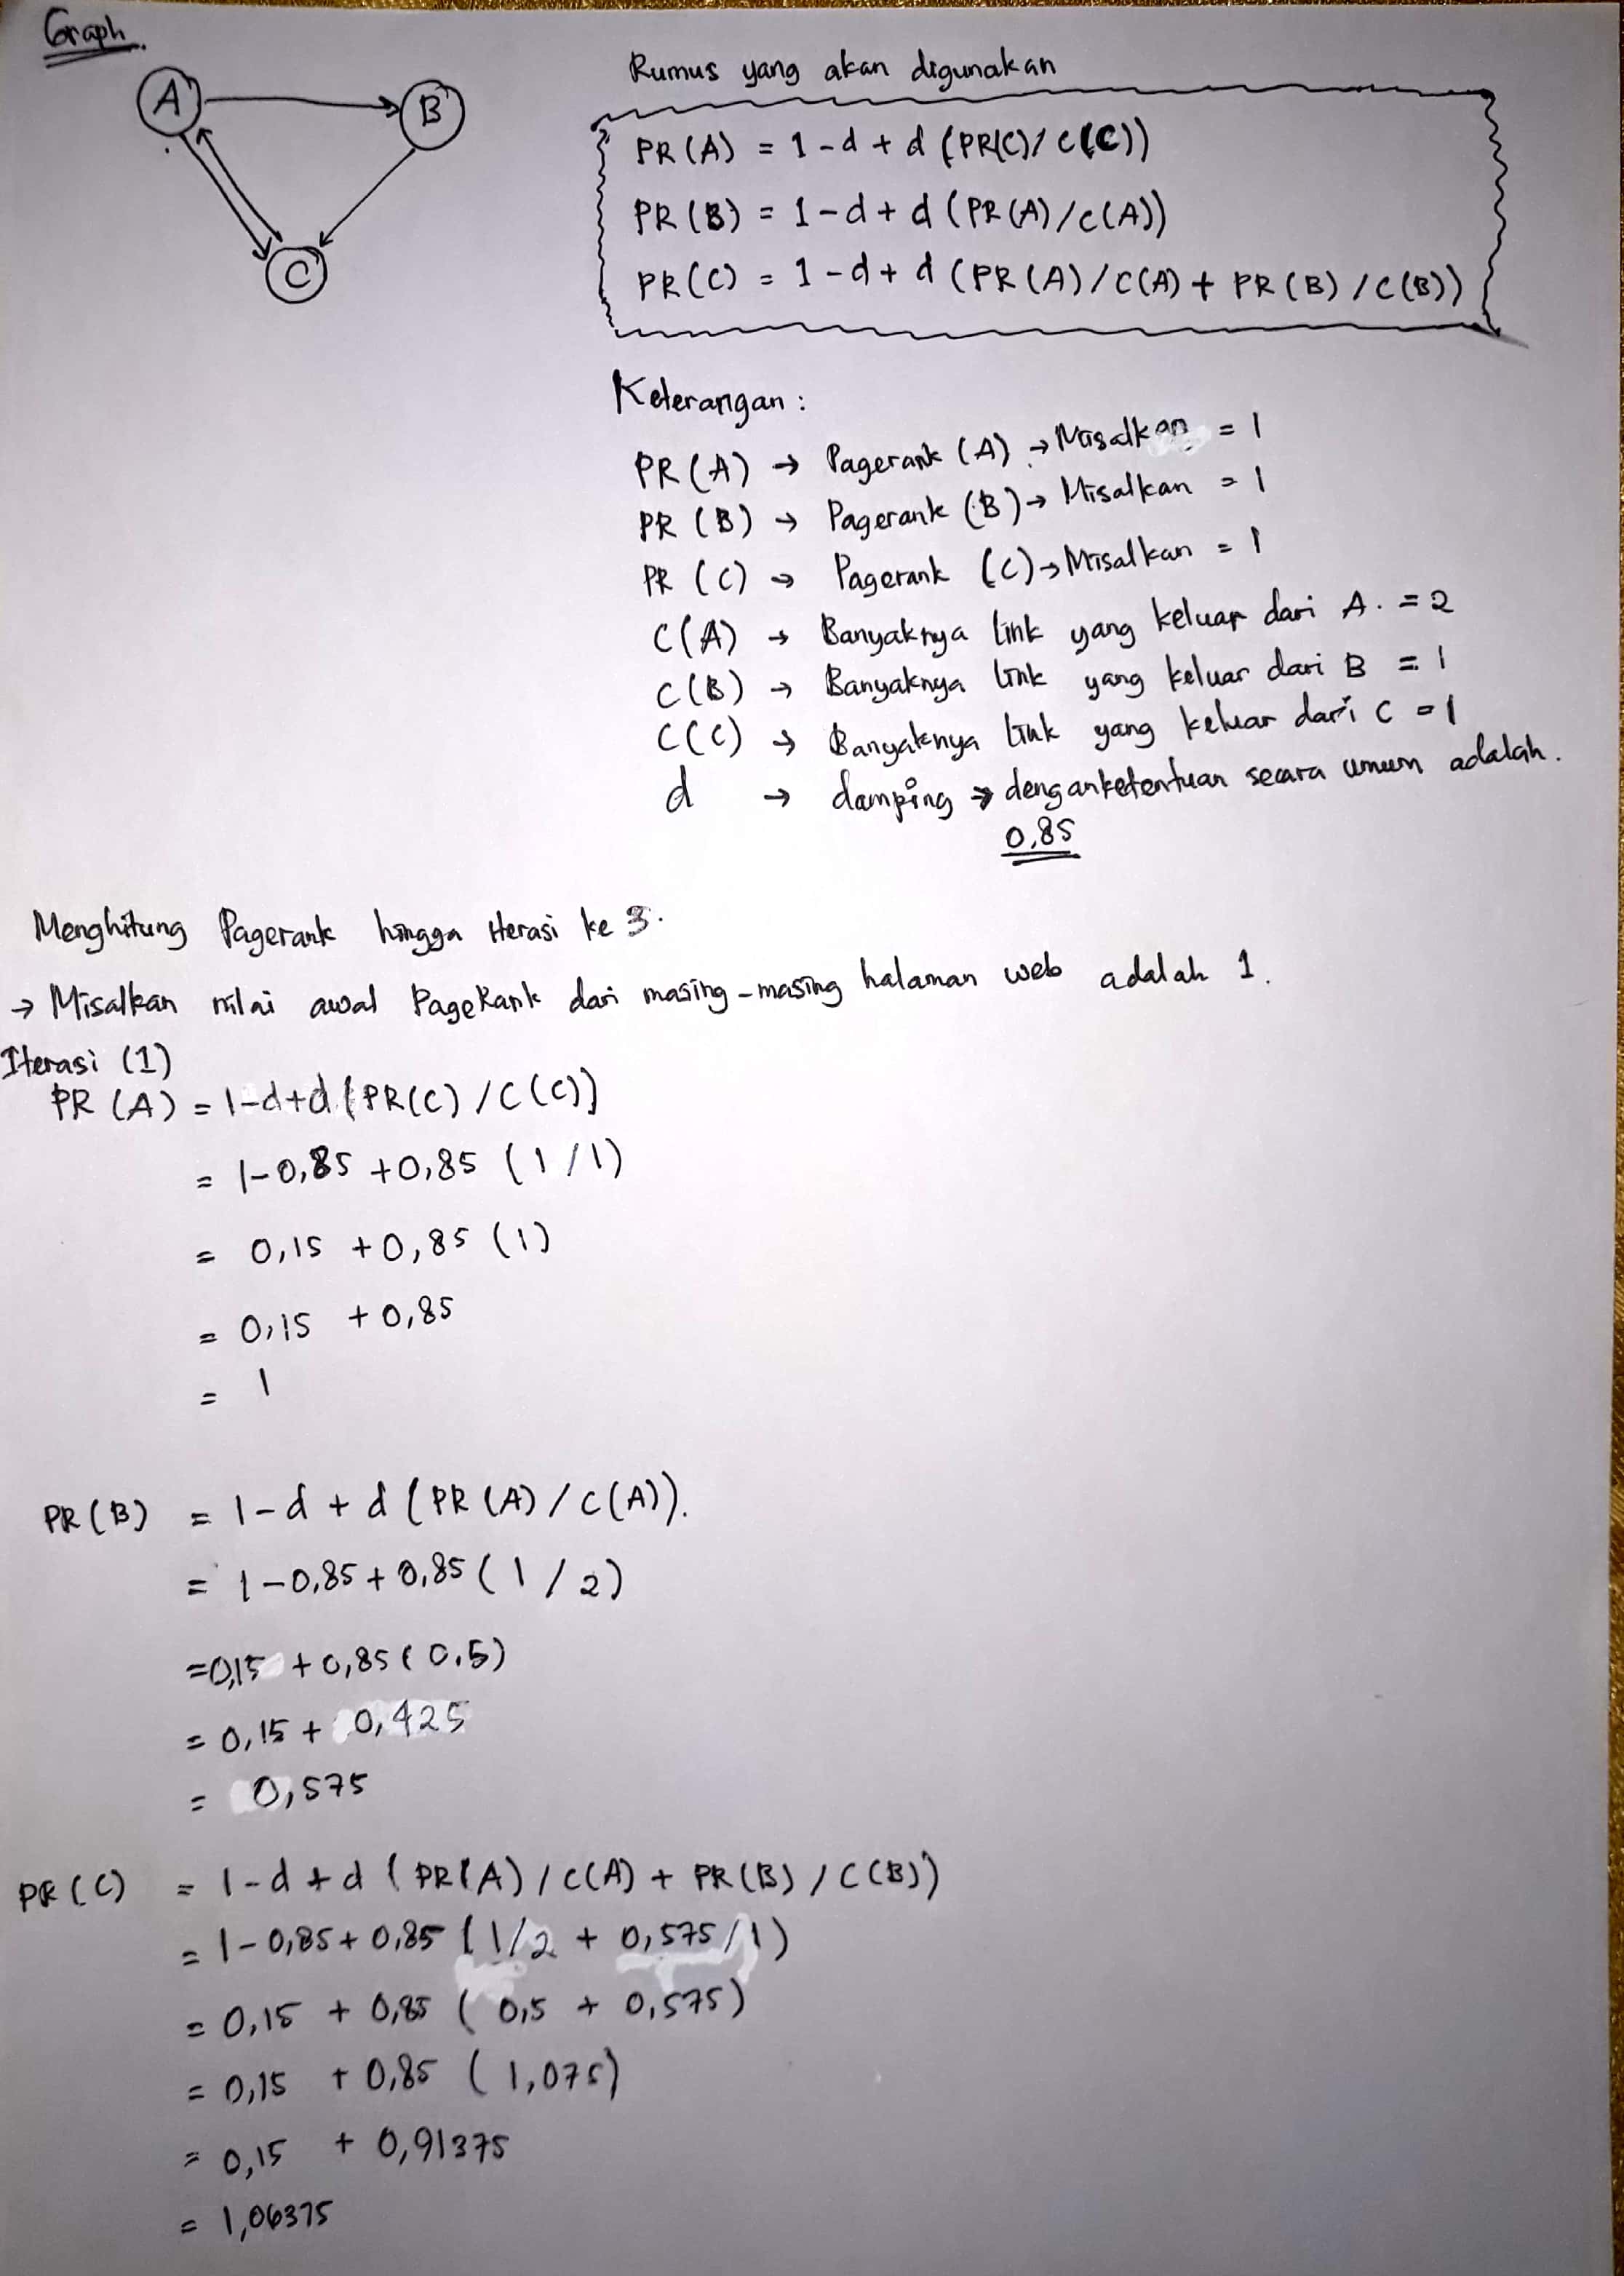 Graph.
A
B
C
Rumus yang akan digunakan
PR (A) = 1 - d + d (PR(C) / C(C))
PR (B) = 1 - d + d (PR (A) / C(A))
PR (C) = 1 - d + d (PR (A) / C(A) + PR (B) / C(B))
Keterangan :
PR (A) → Pagerank (A) → Misalkan = 1
PR (B) → Pagerank (B) → Misalkan = 1
PR (C) → Pagerank (C) → Misalkan = 1
C(A) → Banyaknya link yang keluar dari A. = 2
C(B) → Banyaknya link yang keluar dari B = 1
C(C) → Banyaknya link yang keluar dari C = 1
d → damping → dengan ketentuan secara umum adalah.
0,85
Menghitung Pagerank hingga iterasi ke 3.
→ Misalkan nilai awal PageRank dari masing-masing halaman web adalah 1.
Iterasi (1)
PR (A) = 1-d+d (PR(C) / C(C))
= 1-0,85 +0,85 (1/1)
= 0,15 +0,85 (1)
= 0,15 +0,85
= 1
PR (B) = 1-d + d (PR (A) / C(A)).
= 1-0,85 + 0,85 (1/2)
=0,15 +0,85 (0,5)
= 0,15 + 0,425
= 0,575
PR (C) = 1-d + d (PR(A) / C(A) + PR (B) / C(B))
= 1-0,85 + 0,85 (1/2 + 0,575/1)
= 0,15 + 0,85 (0,5 + 0,575)
= 0,15 + 0,85 (1,075)
= 0,15 + 0,91375
= 1,06375